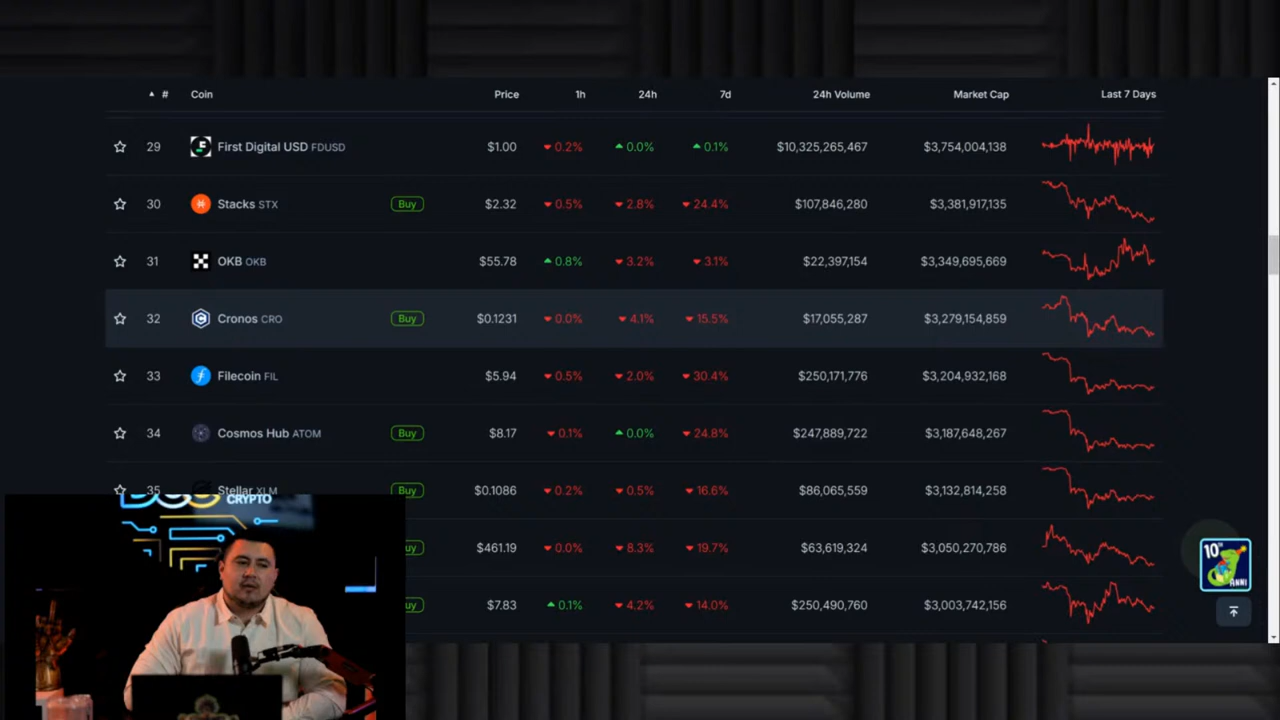 ▲ # Coin Price 1h 24h 7d 24h Volume Market Cap Last 7 Days
29 First Digital USD FDUSD $1.00 ▼ 0.2% ▲ 0.0% ▲ 0.1% $10,325,265,467 $3,754,004,138
30 Stacks STX Buy $2.32 ▼ 0.5% ▼ 2.8% ▼ 24.4% $107,846,280 $3,381,917,135
31 OKB OKB $55.78 ▲ 0.8% ▼ 3.2% ▼ 3.1% $22,397,154 $3,349,695,669
32 Cronos CRO Buy $0.1231 ▼ 0.0% ▼ 4.1% ▼ 15.5% $17,055,287 $3,279,154,859
33 Filecoin FIL $5.94 ▼ 0.5% ▼ 2.0% ▼ 30.4% $250,171,776 $3,204,932,168
34 Cosmos Hub ATOM Buy $8.17 ▼ 0.1% ▲ 0.0% ▼ 24.8% $247,889,722 $3,187,648,267
35 Stellar XLM Buy $0.1086 ▼ 0.2% ▼ 0.5% ▼ 16.6% $86,065,559 $3,132,814,258
CRYPTO
uy $461.19 ▼ 0.0% ▼ 8.3% ▼ 19.7% $63,619,324 $3,050,270,786
10TH
ANNI
uy $7.83 ▲ 0.1% ▼ 4.2% ▼ 14.0% $250,490,760 $3,003,742,156